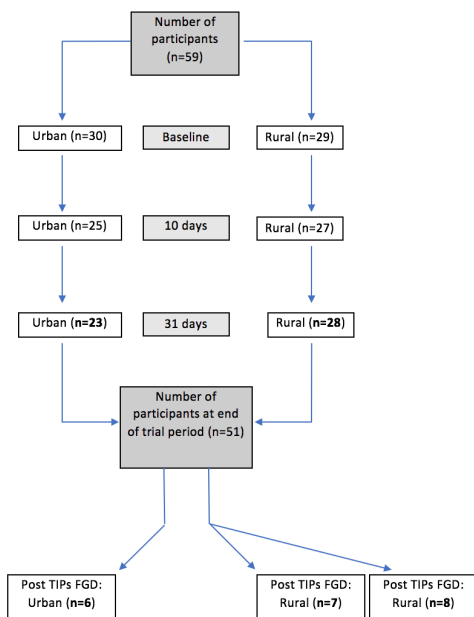 Number of
participants
(n=59)
Urban (n=30)
Baseline
Rural (n=29)
Urban (n=25)
10 days
Rural (n=27)
Urban (n=23)
31 days
Rural (n=28)
Number of
participants at end
of trial period (n=51)
Post TIPs FGD:
Urban (n=6)
Post TIPs FGD:
Rural (n=7)
Post TIPs FGD:
Rural (n=8)